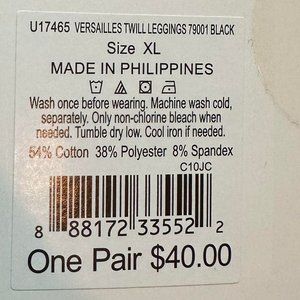 U17465 VERSAILLES TWILL LEGGINGS 79001 BLACK
Size XL
MADE IN PHILIPPINES
Wash once before wearing. Machine wash cold,
separately. Only non-chlorine bleach when
needed. Tumble dry low. Cool iron if needed.
54% Cotton 38% Polyester 8% Spandex
C10JC
8 88172 33552 2
One Pair $40.00